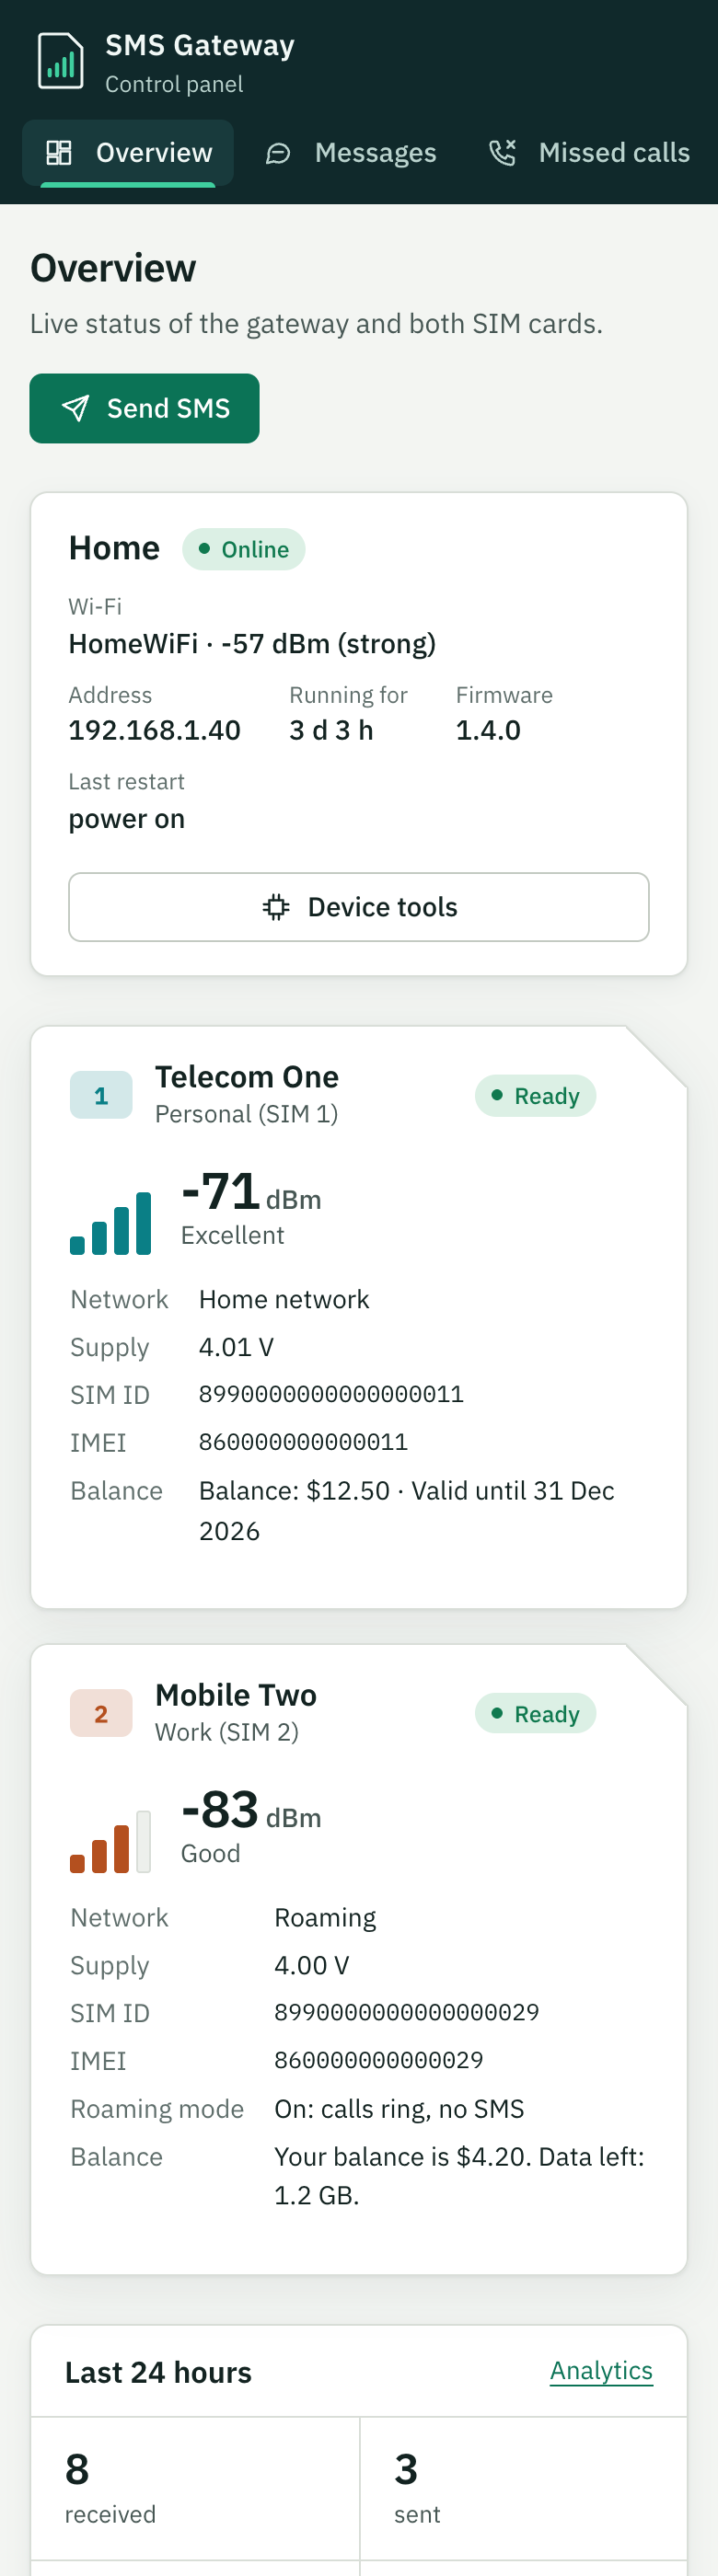 SMS Gateway
Control panel
Overview
Messages
Missed calls
Overview
Live status of the gateway and both SIM cards.
Send SMS
Home
Online
Wi-Fi
HomeWiFi · -57 dBm (strong)
Address Running for Firmware
192.168.1.40 3 d 3 h 1.4.0
Last restart
power on
Device tools
1
Telecom One
Personal (SIM 1)
Ready
-71 dBm
Excellent
Network Home network
Supply 4.01 V
SIM ID 8990000000000000011
IMEI 860000000000011
Balance Balance: $12.50 · Valid until 31 Dec
2026
2
Mobile Two
Work (SIM 2)
Ready
-83 dBm
Good
Network Roaming
Supply 4.00 V
SIM ID 8990000000000000029
IMEI 860000000000029
Roaming mode On: calls ring, no SMS
Balance Your balance is $4.20. Data left:
1.2 GB.
Last 24 hours Analytics
8 3
received sent